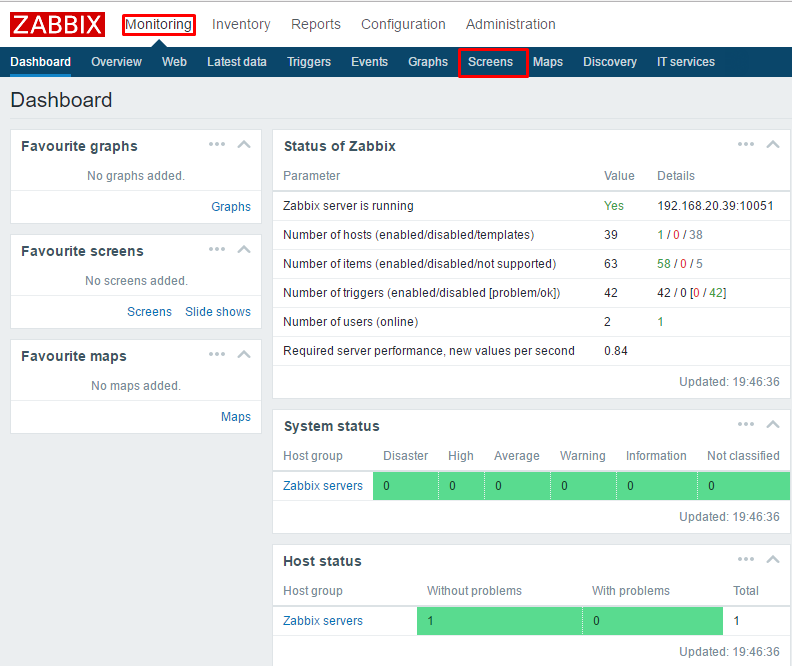 ZABBIX Monitoring Inventory Reports Configuration Administration
Dashboard Overview Web Latest data Triggers Events Graphs Screens Maps Discovery IT services
Dashboard
Favourite graphs
No graphs added.
Graphs
Favourite screens
No screens added.
Screens Slide shows
Favourite maps
No maps added.
Maps
Status of Zabbix
Parameter Value Details
Zabbix server is running Yes 192.168.20.39:10051
Number of hosts (enabled/disabled/templates) 39 1 / 0 / 38
Number of items (enabled/disabled/not supported) 63 58 / 0 / 5
Number of triggers (enabled/disabled [problem/ok]) 42 42 / 0 [0 / 42]
Number of users (online) 2 1
Required server performance, new values per second 0.84
Updated: 19:46:36
System status
Host group Disaster High Average Warning Information Not classified
Zabbix servers 0 0 0 0 0 0
Updated: 19:46:36
Host status
Host group Without problems With problems Total
Zabbix servers 1 0 1
Updated: 19:46:36